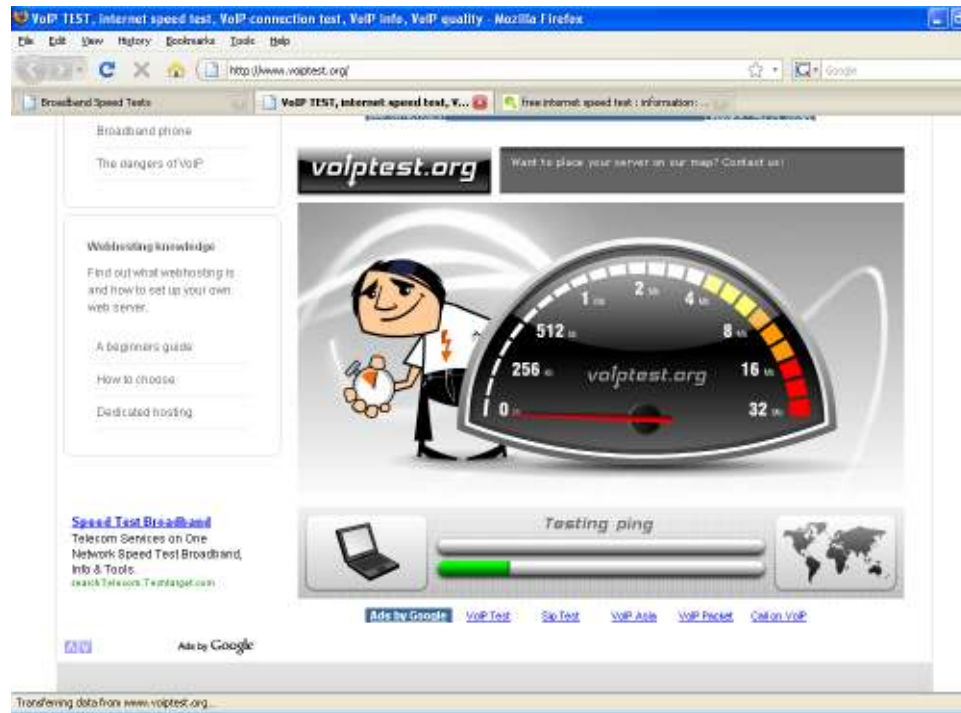 VoIP TEST, internet speed test, VoIP connection test, VoIP info, VoIP quality - Mozilla Firefox
File Edit View History Bookmarks Tools Help
http://www.voiptest.org/
Google
Broadband Speed Tests
VoIP TEST, internet speed test, V...
free internet speed test : information: ...
Broadband phone
The dangers of VoIP
voiptest.org
Want to place your server on our map? Contact us!
Webhosting knowledge
Find out what webhosting is
and how to set up your own
web server.
A beginners guide
How to choose
Dedicated hosting
0
256
512
1
2 Mb
4 Mb
8
16
32
voiptest.org
Testing ping
Speed Test Broadband
Telecom Services on One
Network Speed Test Broadband,
Info & Tools.
searchTelecom.Techtarget.com
Ads by Google
Ads by Google VoIP Test Sip Test VoIP Asia VoIP Packet Call on VoIP
Transferring data from www.voiptest.org...